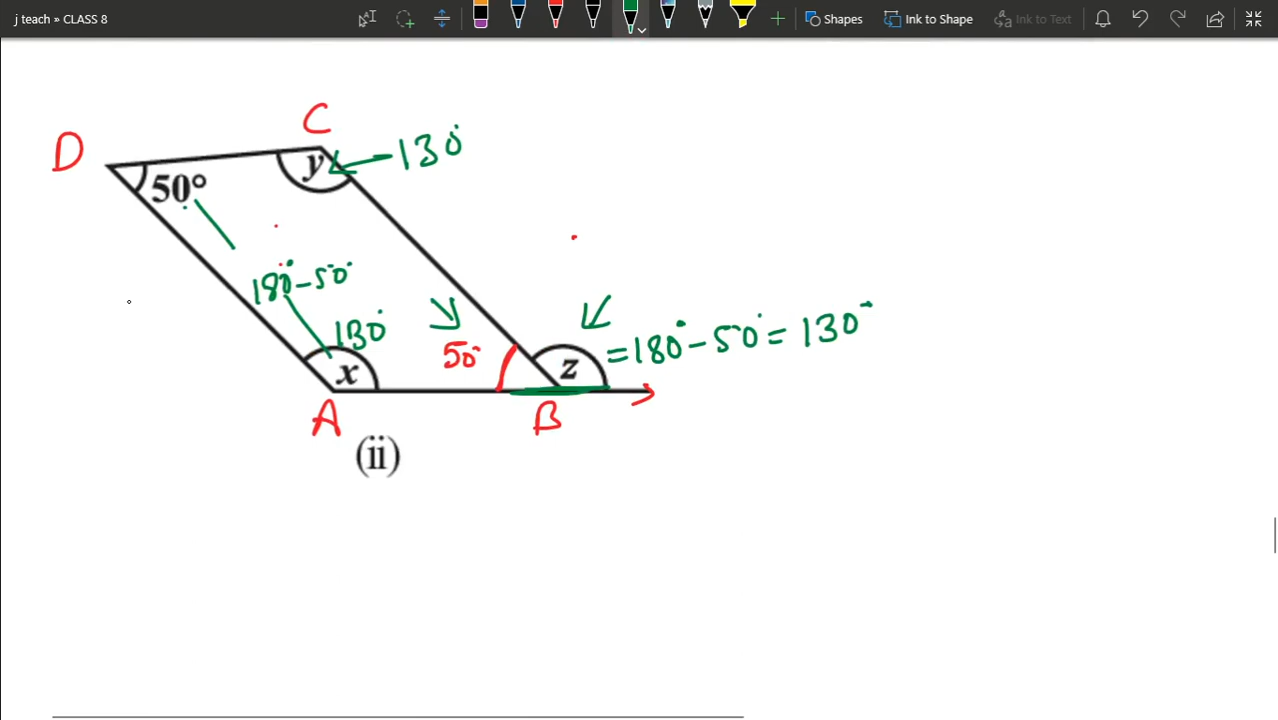 j teach » CLASS 8
Shapes
Ink to Shape
Ink to Text
C
D
y
130°
50°
180°-50°
130°
50°
z
=180°-50°=130°
x
A
B
(ii)